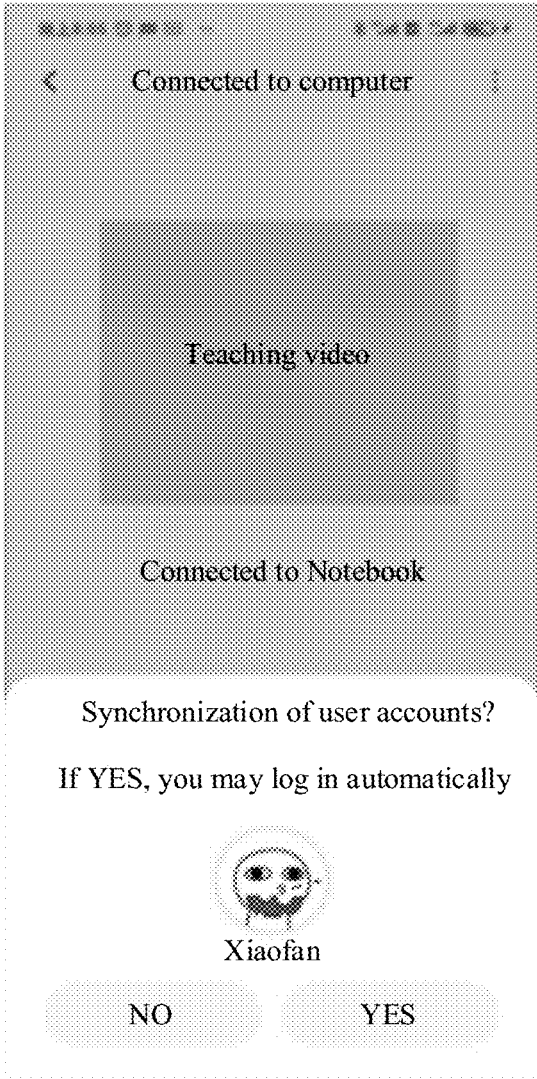 Connected to computer
Teaching video
Connected to Notebook
Synchronization of user accounts?
If YES, you may log in automatically
Xiaofan
NO
YES